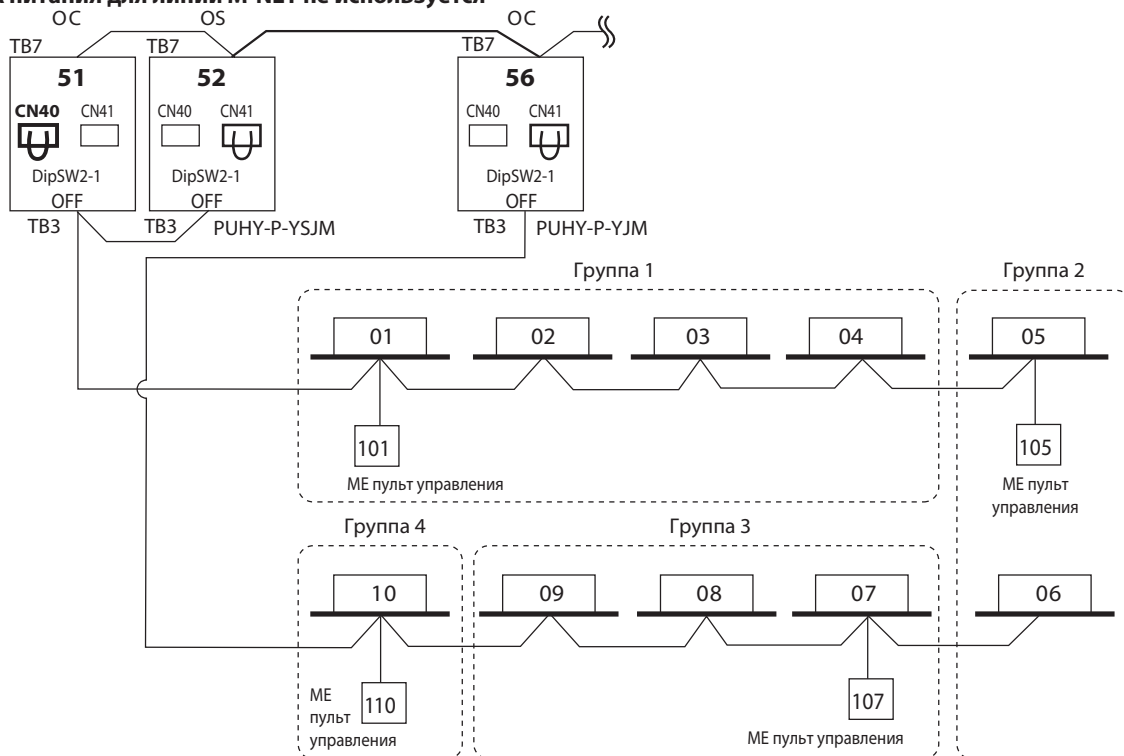 питания для линии M-NET не используется
OC OS OC
TB7 TB7 TB7
51 52 56
CN40 CN41 CN40 CN41 CN40 CN41
DipSW2-1 DipSW2-1 DipSW2-1
OFF OFF OFF
TB3 TB3 PUHY-P-YSJM TB3 PUHY-P-YJM
Группа 1 Группа 2
01 02 03 04 05
101 105
МЕ пульт управления МЕ пульт
управления
Группа 4 Группа 3
10 09 08 07 06
МЕ
пульт
управления
110 107
МЕ пульт управления